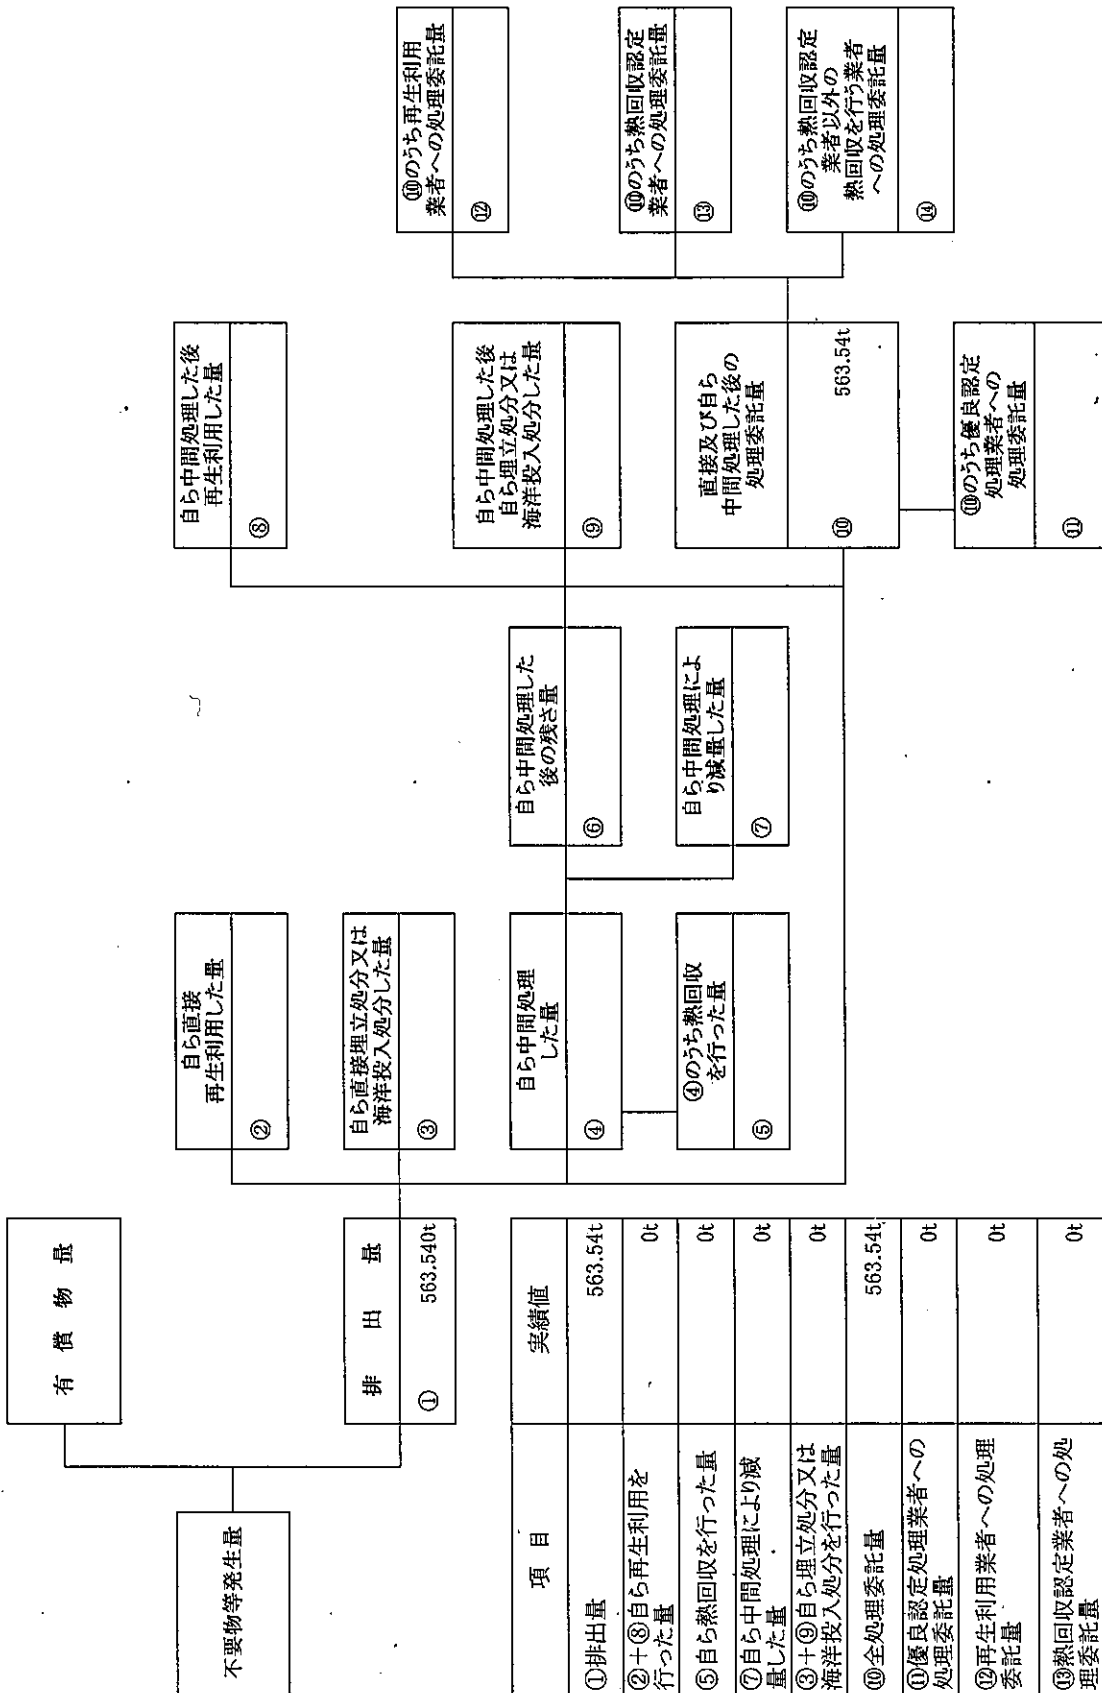 不要物等発生量
有償物量
排出量
① 563.540t
自ら直接
再生利用した量
②
自ら直接埋立処分又は
海洋投入処分した量
③
自ら中間処理
した量
④
④のうち熱回収
を行った量
⑤
自ら中間処理した
後の残さ量
⑥
自ら中間処理によ
り減量した量
⑦
自ら中間処理した後
再生利用した量
⑧
自ら中間処理した後
自ら埋立処分又は
海洋投入処分した量
⑨
直接及び自ら
中間処理した後の
処理委託量
⑩ 563.54t
⑩のうち優良認定
処理業者への
処理委託量
⑪
⑩のうち再生利用
業者への処理委託量
⑫
⑩のうち熱回収認定
業者への処理委託量
⑬
⑩のうち熱回収認定
業者以外の
熱回収を行う業者
への処理委託量
⑭
項目 実績値
①排出量 563.54t
②+⑧自ら再生利用を
行った量 0t
⑤自ら熱回収を行った量 0t
⑦自ら中間処理により減
量した量 0t
③+⑨自ら埋立処分又は
海洋投入処分を行った量 0t
⑩全処理委託量 563.54t
⑪優良認定処理業者への
処理委託量 0t
⑫再生利用業者への処理
委託量 0t
⑬熱回収認定業者への処
理委託量 0t